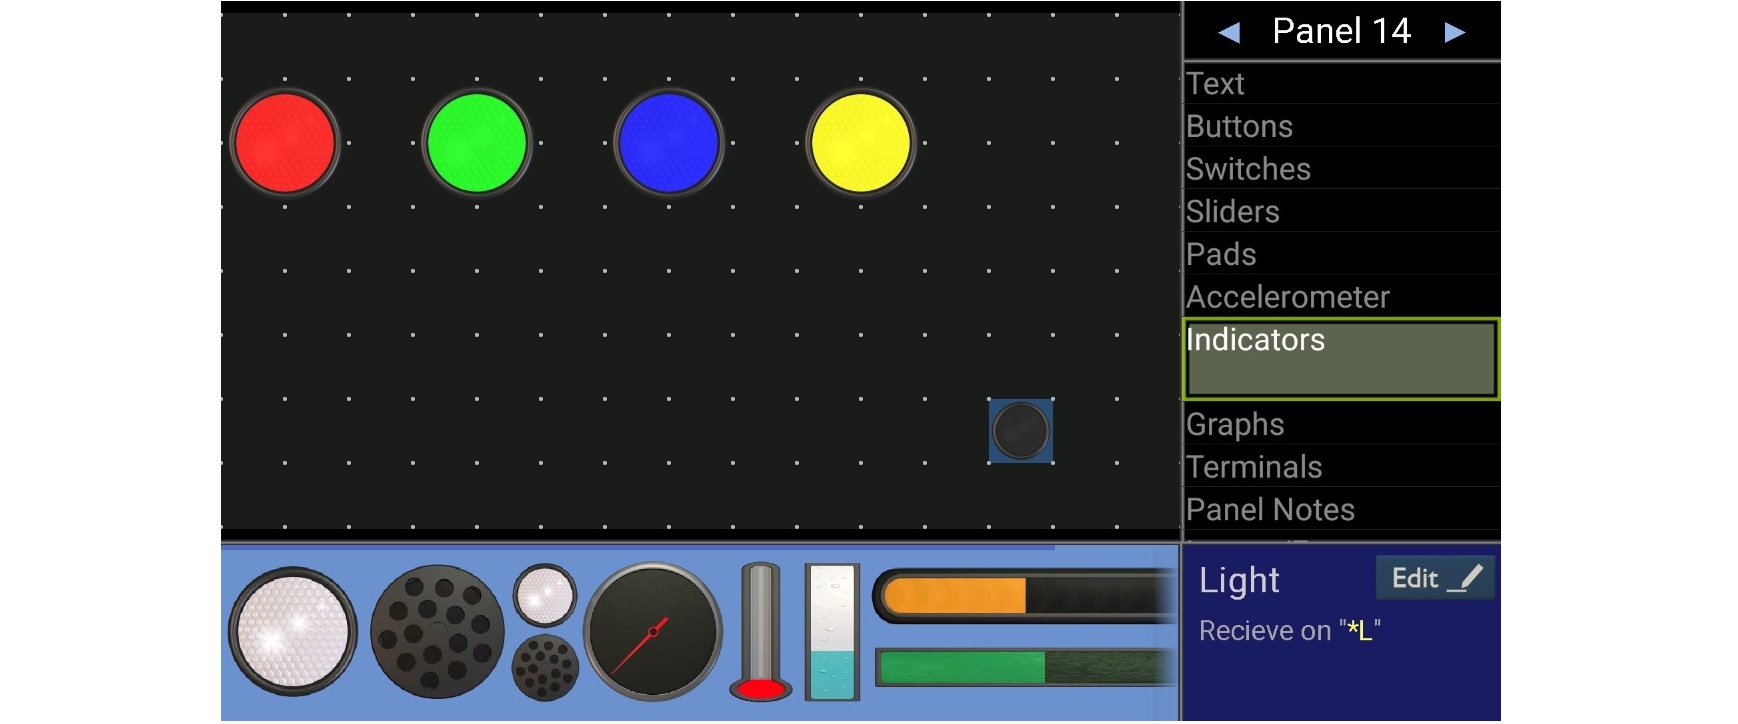 Panel 14
Text
Buttons
Switches
Sliders
Pads
Accelerometer
Indicators
Graphs
Terminals
Panel Notes
Light
Edit
Recieve on "*L"